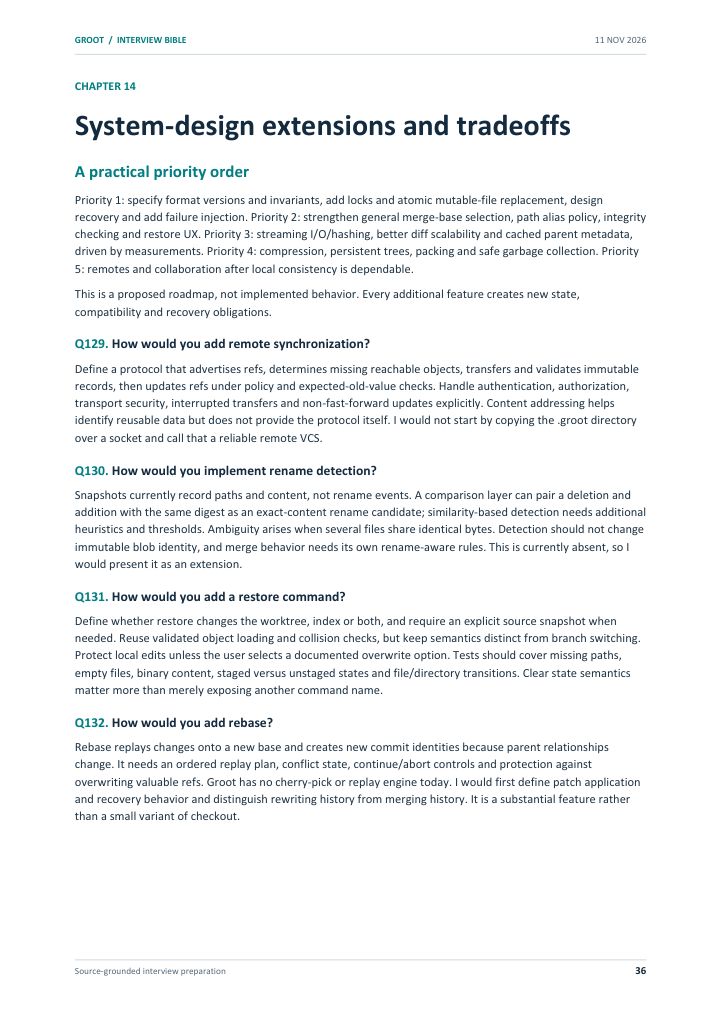 GROOT / INTERVIEW BIBLE
11 NOV 2026
CHAPTER 14
System-design extensions and tradeoffs
A practical priority order
Priority 1: specify format versions and invariants, add locks and atomic mutable-file replacement, design
recovery and add failure injection. Priority 2: strengthen general merge-base selection, path alias policy, integrity
checking and restore UX. Priority 3: streaming I/O/hashing, better diff scalability and cached parent metadata,
driven by measurements. Priority 4: compression, persistent trees, packing and safe garbage collection. Priority
5: remotes and collaboration after local consistency is dependable.
This is a proposed roadmap, not implemented behavior. Every additional feature creates new state,
compatibility and recovery obligations.
Q129. How would you add remote synchronization?
Define a protocol that advertises refs, determines missing reachable objects, transfers and validates immutable
records, then updates refs under policy and expected-old-value checks. Handle authentication, authorization,
transport security, interrupted transfers and non-fast-forward updates explicitly. Content addressing helps
identify reusable data but does not provide the protocol itself. I would not start by copying the .groot directory
over a socket and call that a reliable remote VCS.
Q130. How would you implement rename detection?
Snapshots currently record paths and content, not rename events. A comparison layer can pair a deletion and
addition with the same digest as an exact-content rename candidate; similarity-based detection needs additional
heuristics and thresholds. Ambiguity arises when several files share identical bytes. Detection should not change
immutable blob identity, and merge behavior needs its own rename-aware rules. This is currently absent, so I
would present it as an extension.
Q131. How would you add a restore command?
Define whether restore changes the worktree, index or both, and require an explicit source snapshot when
needed. Reuse validated object loading and collision checks, but keep semantics distinct from branch switching.
Protect local edits unless the user selects a documented overwrite option. Tests should cover missing paths,
empty files, binary content, staged versus unstaged states and file/directory transitions. Clear state semantics
matter more than merely exposing another command name.
Q132. How would you add rebase?
Rebase replays changes onto a new base and creates new commit identities because parent relationships
change. It needs an ordered replay plan, conflict state, continue/abort controls and protection against
overwriting valuable refs. Groot has no cherry-pick or replay engine today. I would first define patch application
and recovery behavior and distinguish rewriting history from merging history. It is a substantial feature rather
than a small variant of checkout.
Source-grounded interview preparation
36